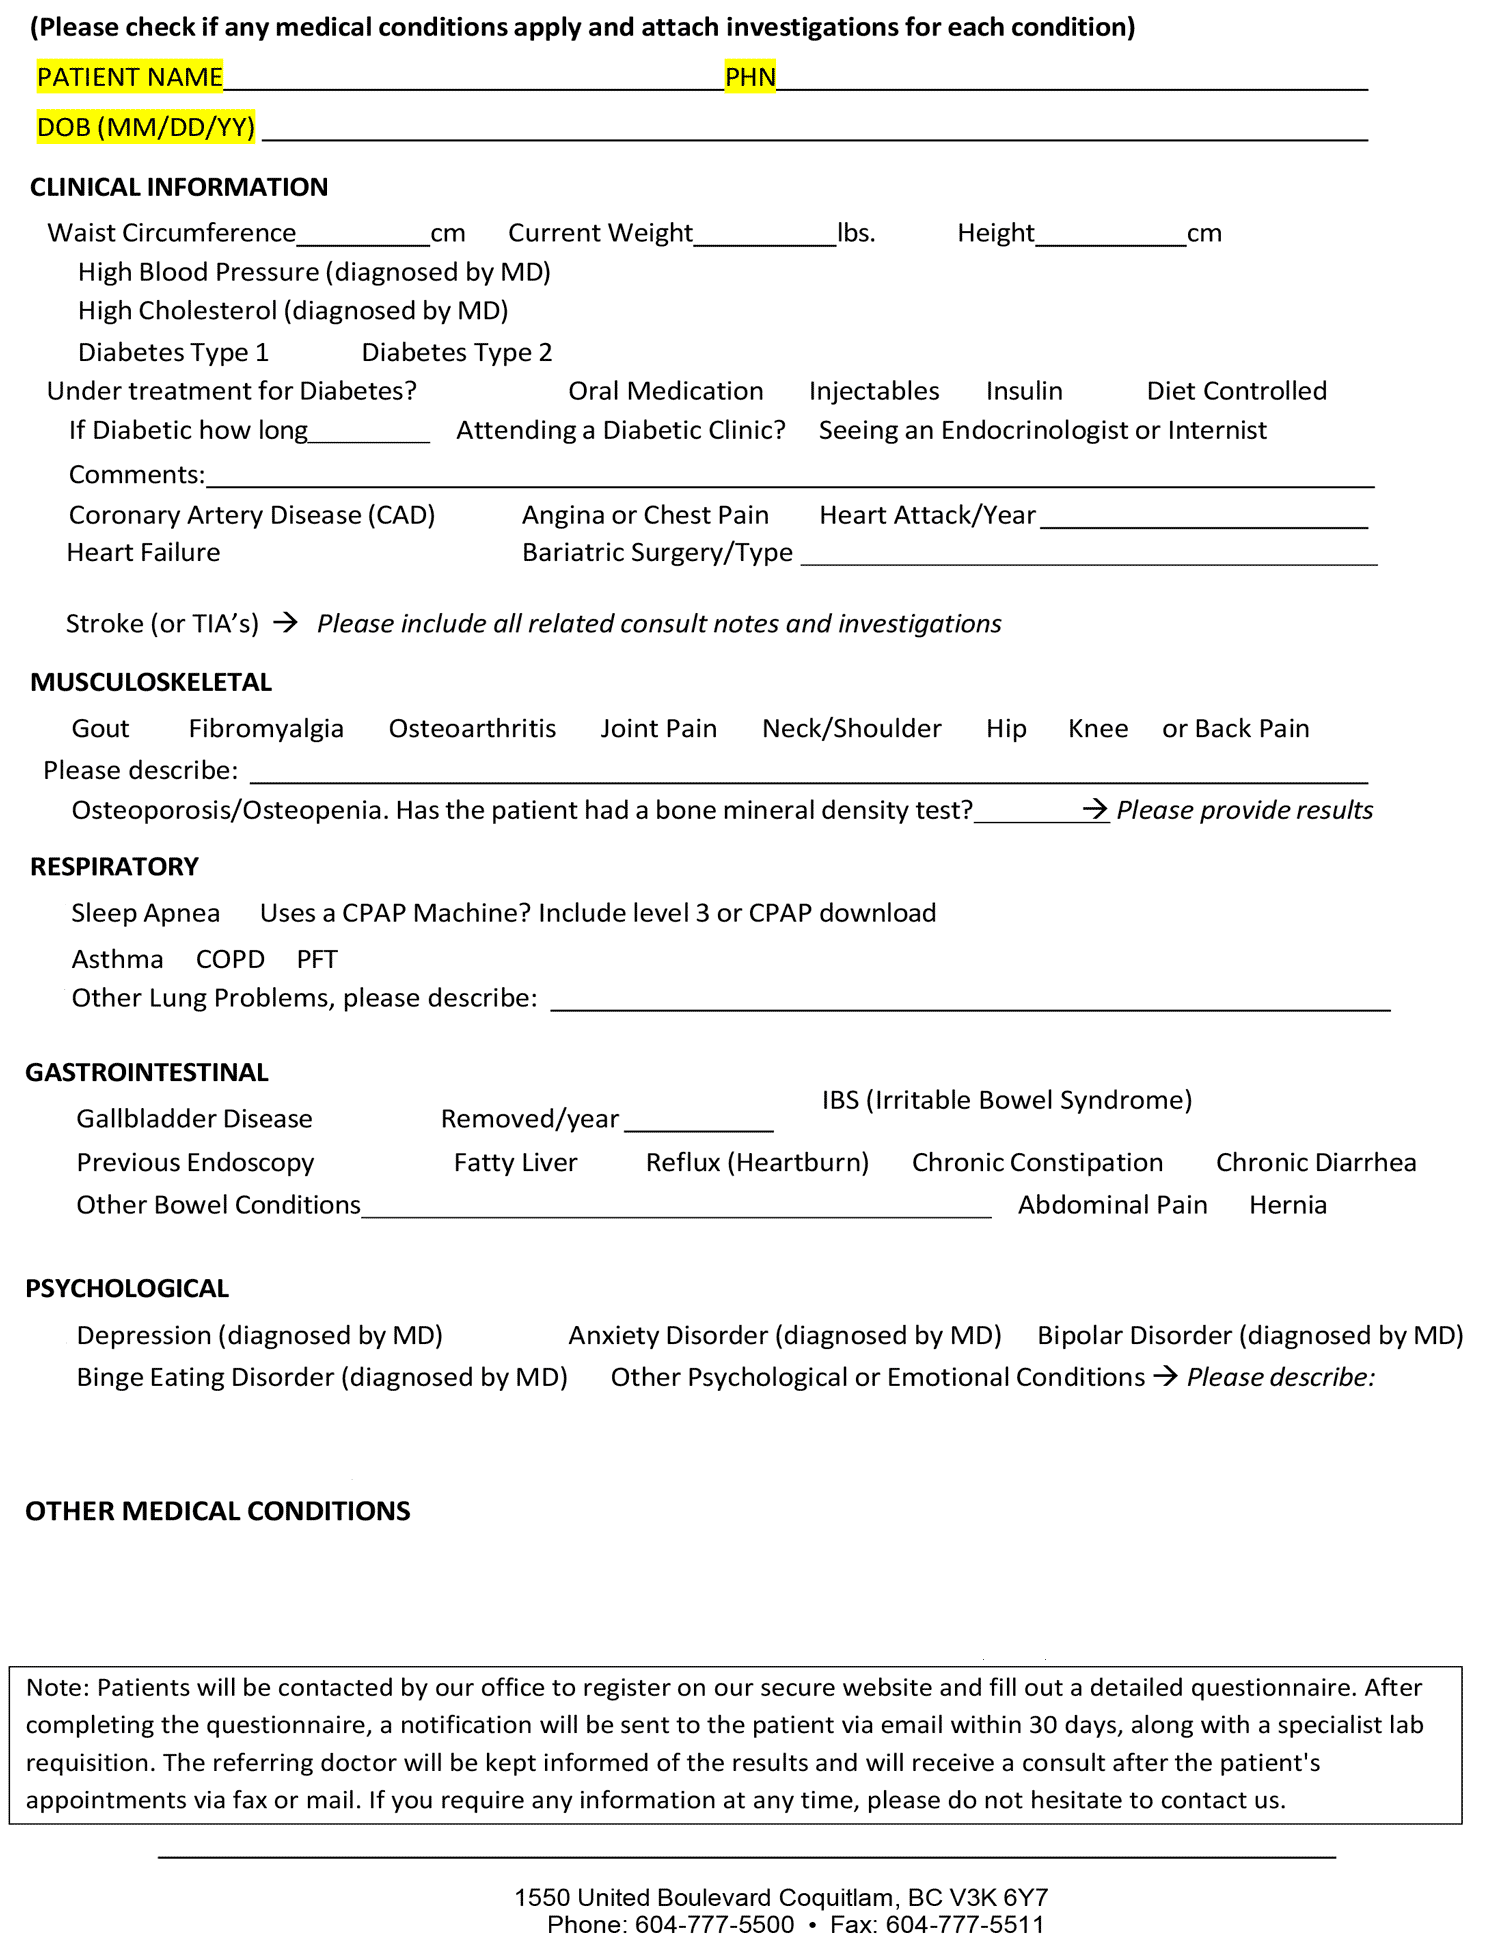 (Please check if any medical conditions apply and attach investigations for each condition)
PATIENT NAME PHN
DOB (MM/DD/YY)
CLINICAL INFORMATION
Waist Circumference cm Current Weight lbs. Height cm
High Blood Pressure (diagnosed by MD)
High Cholesterol (diagnosed by MD)
Diabetes Type 1 Diabetes Type 2
Under treatment for Diabetes? Oral Medication Injectables Insulin Diet Controlled
If Diabetic how long Attending a Diabetic Clinic? Seeing an Endocrinologist or Internist
Comments:
Coronary Artery Disease (CAD) Angina or Chest Pain Heart Attack/Year
Heart Failure Bariatric Surgery/Type
Stroke (or TIA’s) → Please include all related consult notes and investigations
MUSCULOSKELETAL
Gout Fibromyalgia Osteoarthritis Joint Pain Neck/Shoulder Hip Knee or Back Pain
Please describe:
Osteoporosis/Osteopenia. Has the patient had a bone mineral density test? → Please provide results
RESPIRATORY
Sleep Apnea Uses a CPAP Machine? Include level 3 or CPAP download
Asthma COPD PFT
Other Lung Problems, please describe:
GASTROINTESTINAL
IBS (Irritable Bowel Syndrome)
Gallbladder Disease Removed/year
Previous Endoscopy Fatty Liver Reflux (Heartburn) Chronic Constipation Chronic Diarrhea
Other Bowel Conditions Abdominal Pain Hernia
PSYCHOLOGICAL
Depression (diagnosed by MD) Anxiety Disorder (diagnosed by MD) Bipolar Disorder (diagnosed by MD)
Binge Eating Disorder (diagnosed by MD) Other Psychological or Emotional Conditions → Please describe:
OTHER MEDICAL CONDITIONS
Note: Patients will be contacted by our office to register on our secure website and fill out a detailed questionnaire. After
completing the questionnaire, a notification will be sent to the patient via email within 30 days, along with a specialist lab
requisition. The referring doctor will be kept informed of the results and will receive a consult after the patient's
appointments via fax or mail. If you require any information at any time, please do not hesitate to contact us.
1550 United Boulevard Coquitlam, BC V3K 6Y7
Phone: 604-777-5500 • Fax: 604-777-5511